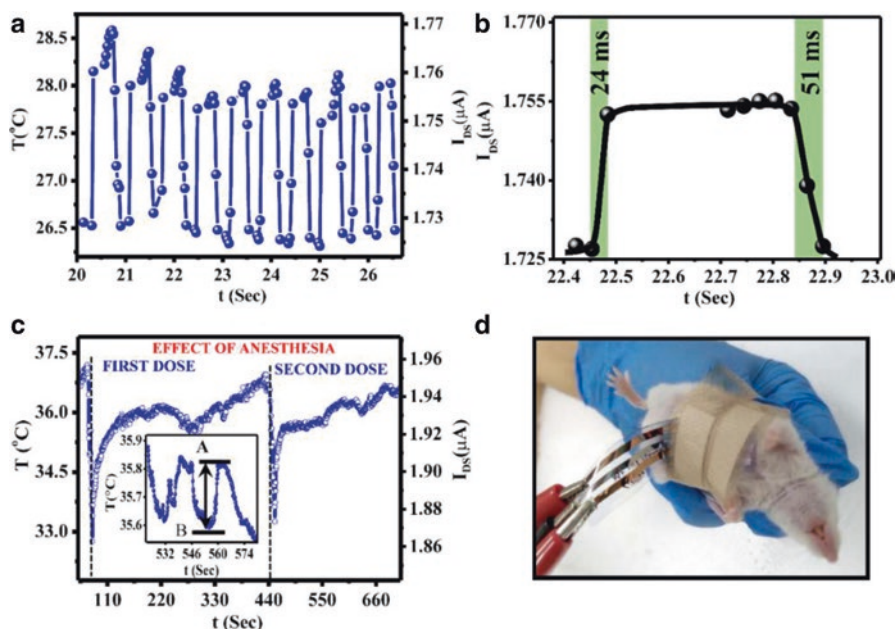 a
T(°C)
28.5
28.0
27.5
27.0
26.5
1.77
1.76
1.75
1.74
1.73
I_DS(μA)
20 21 22 23 24 25 26
t (Sec)
b
I_DS(μA)
1.770
1.755
1.740
1.725
24 ms
51 ms
22.4 22.5 22.6 22.7 22.8 22.9 23.0
t (Sec)
c
T (°C)
37.5
36.0
34.5
33.0
EFFECT OF ANESTHESIA
FIRST DOSE
SECOND DOSE
1.96
1.94
1.92
1.90
1.88
1.86
I_DS(μA)
T(°C)
35.9
35.8
35.6
A
B
532 546 560 574
t (Sec)
110 220 330 440 550 660
t (Sec)
d